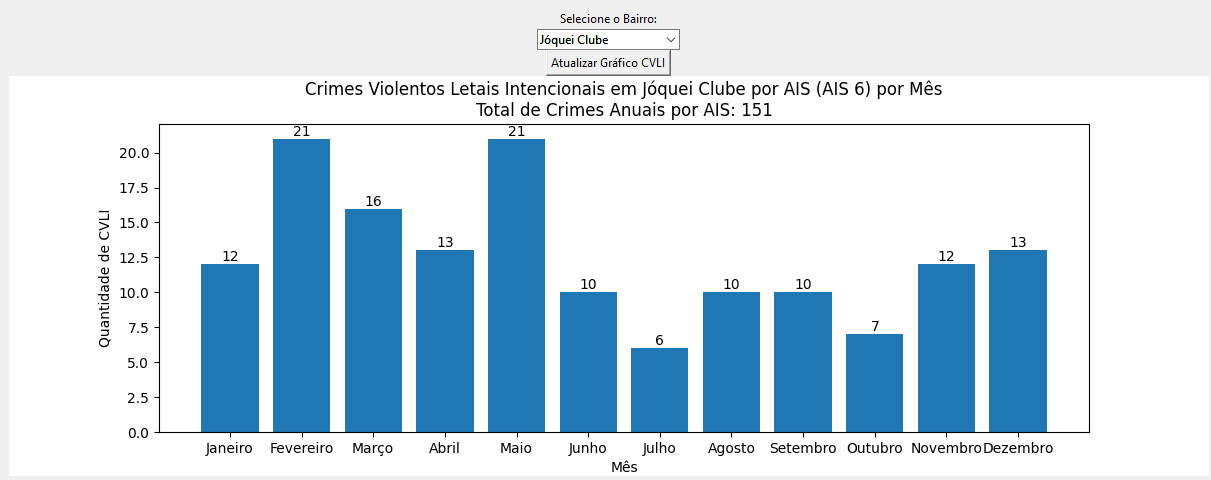 Selecione o Bairro:
Jóquei Clube
Atualizar Gráfico CVLI
Crimes Violentos Letais Intencionais em Jóquei Clube por AIS (AIS 6) por Mês
Total de Crimes Anuais por AIS: 151
Quantidade de CVLI
20.0
17.5
15.0
12.5
10.0
7.5
5.0
2.5
0.0
12
21
16
13
21
10
6
10
10
7
12
13
Janeiro Fevereiro Março Abril Maio Junho Julho Agosto Setembro Outubro Novembro Dezembro
Mês